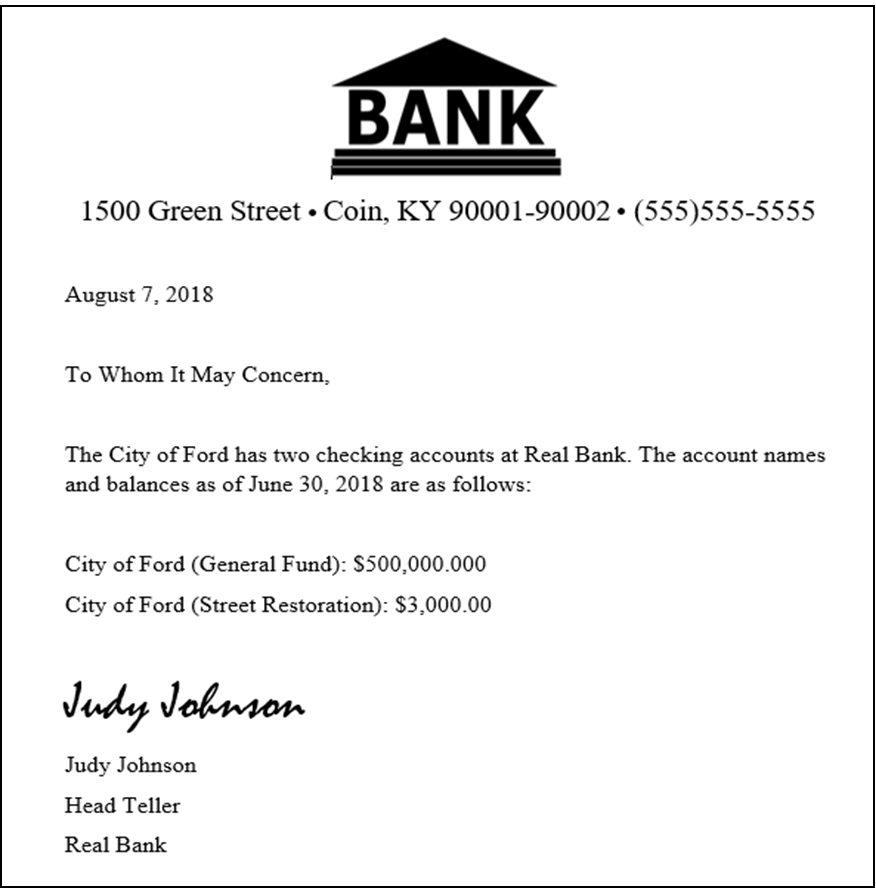 BANK
1500 Green Street • Coin, KY 90001-90002 • (555)555-5555
August 7, 2018
To Whom It May Concern,
The City of Ford has two checking accounts at Real Bank. The account names
and balances as of June 30, 2018 are as follows:
City of Ford (General Fund): $500,000.000
City of Ford (Street Restoration): $3,000.00
Judy Johnson
Judy Johnson
Head Teller
Real Bank